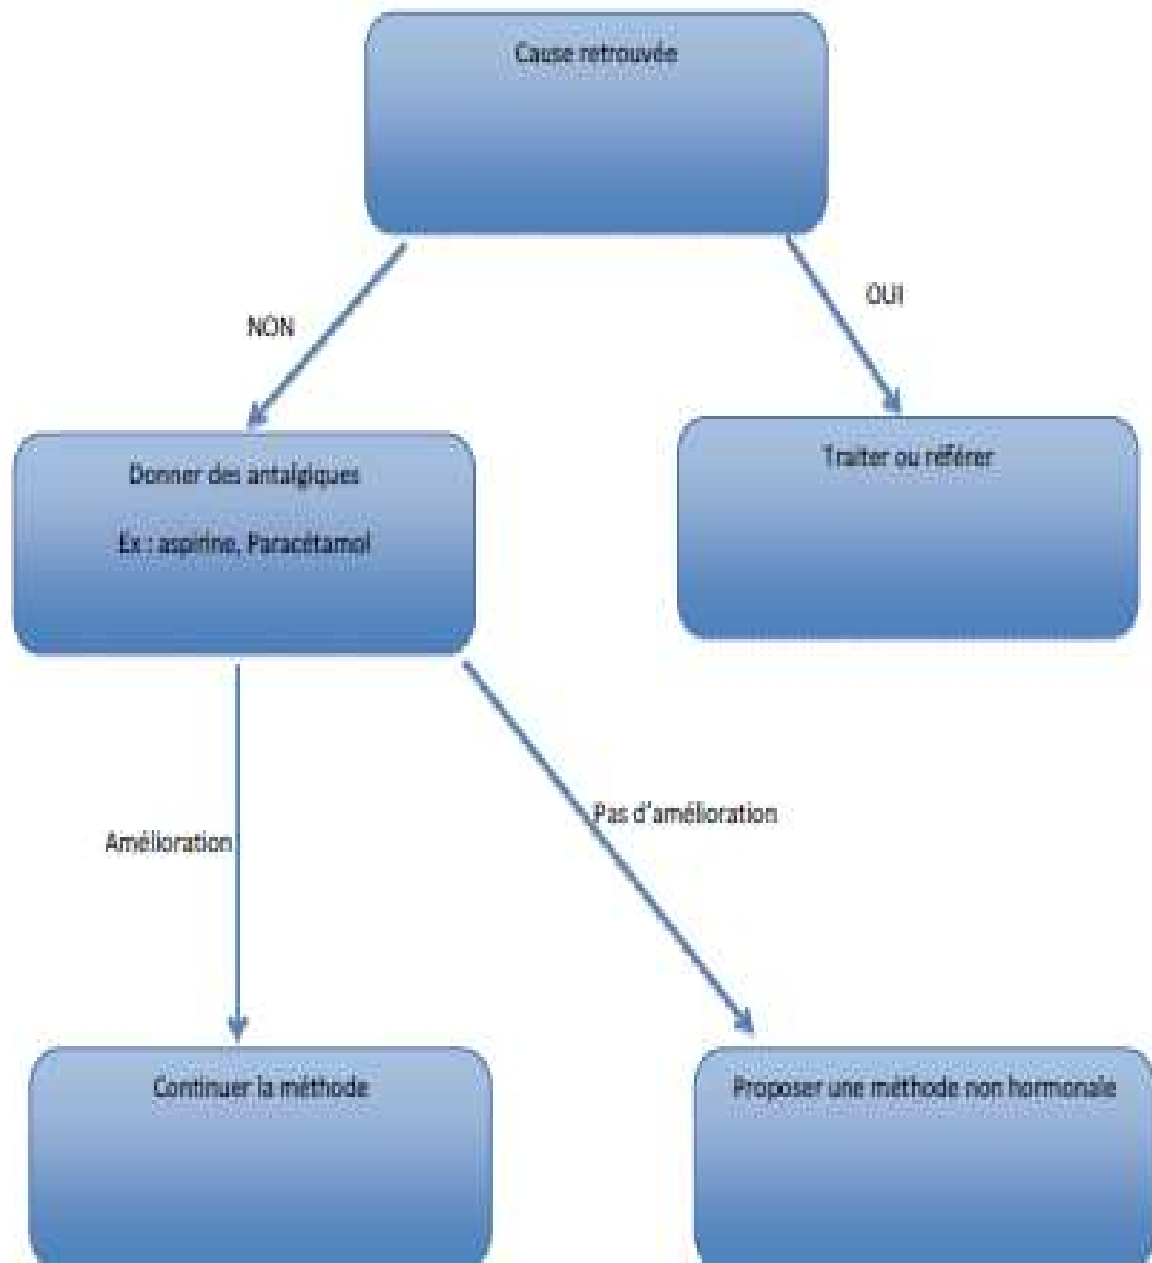 Cause retrouvée
OUI
NON
Traiter ou référer
Donner des antalgiques
Ex : aspirine, Paracétamol
Pas d'amélioration
Amélioration
Continuer la méthode
Proposer une méthode non hormonale